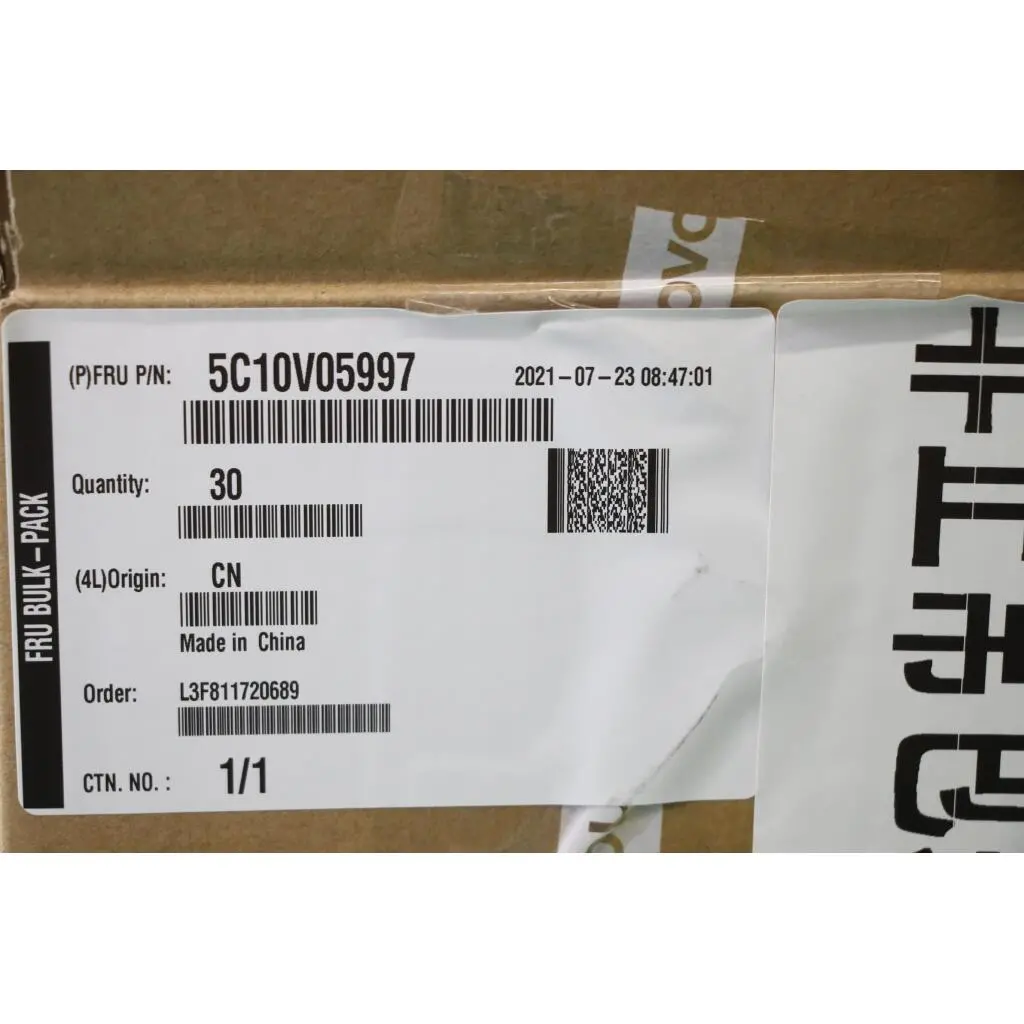 (P)FRU P/N: 5C10V05997 2021-07-23 08:47:01
Quantity: 30
(4L)Origin: CN
Made in China
Order: L3F811720689
CTN. NO. : 1/1
FRU BULK-PACK